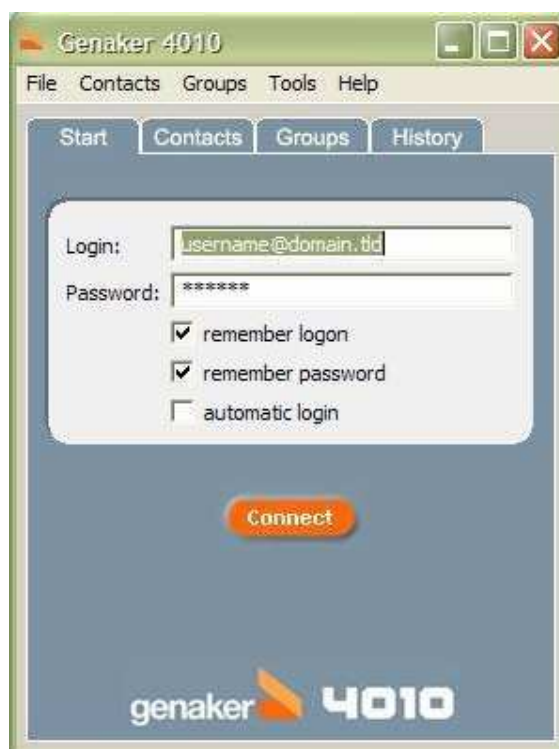 Genaker 4010
File Contacts Groups Tools Help
Start Contacts Groups History
Login: username@domain.tld
Password: ******
remember logon
remember password
automatic login
Connect
genaker 4010